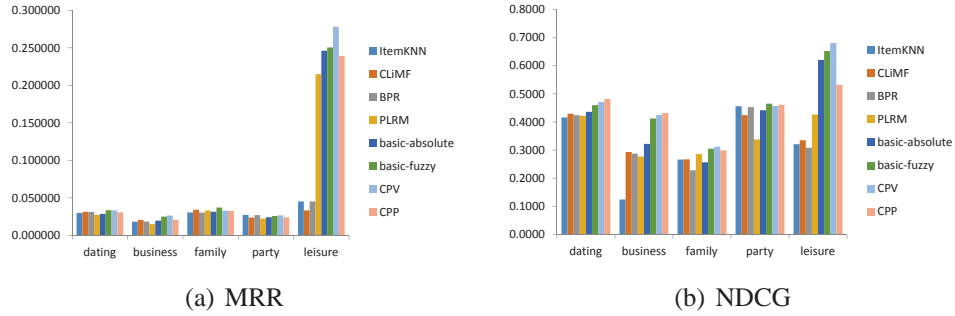 0.300000
0.250000
0.200000
0.150000
0.100000
0.050000
0.000000
dating business family party leisure
ItemKNN
CLiMF
BPR
PLRM
basic-absolute
basic-fuzzy
CPV
CPP
(a) MRR
0.8000
0.7000
0.6000
0.5000
0.4000
0.3000
0.2000
0.1000
0.0000
dating business family party leisure
ItemKNN
CLiMF
BPR
PLRM
basic-absolute
basic-fuzzy
CPV
CPP
(b) NDCG